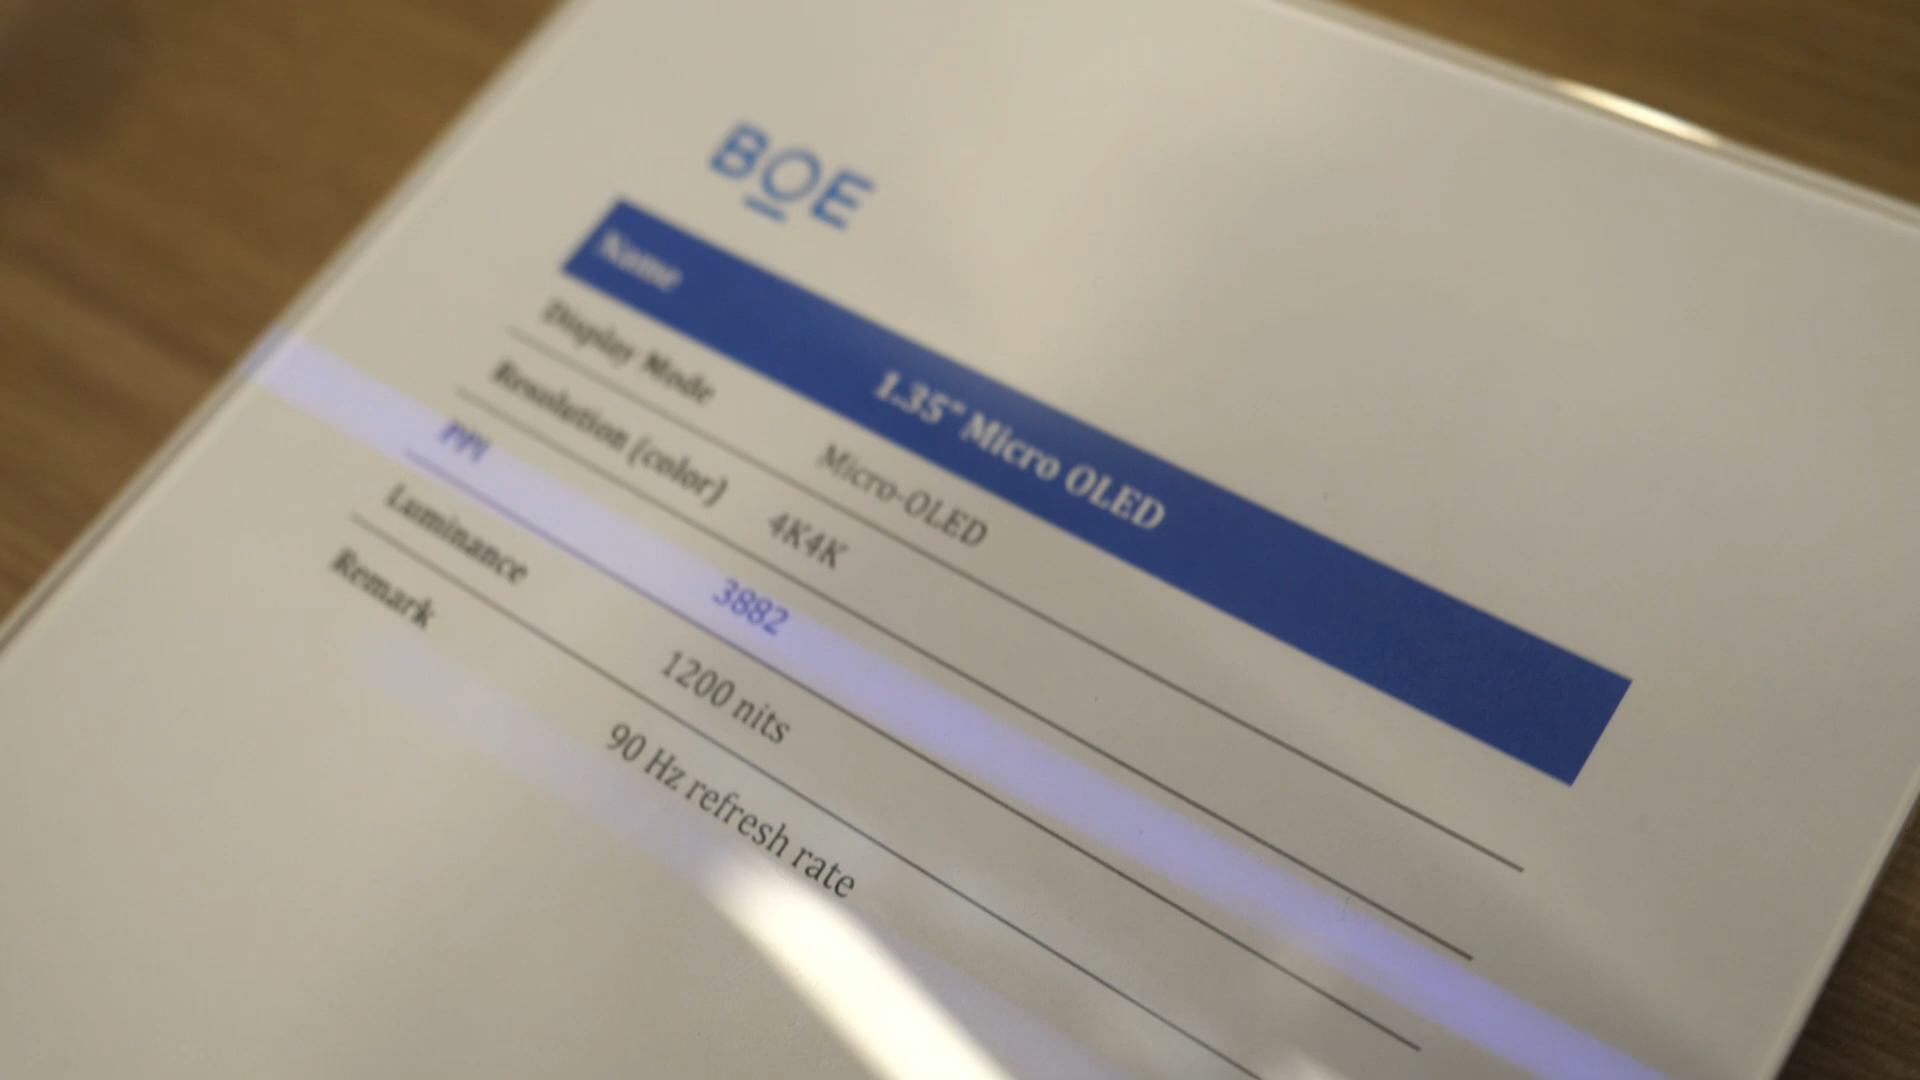 BOE
Name 1.35" Micro OLED
Display Mode Micro-OLED
Resolution (color) 4K4K
PPI 3882
Luminance 1200 nits
Remark 90 Hz refresh rate